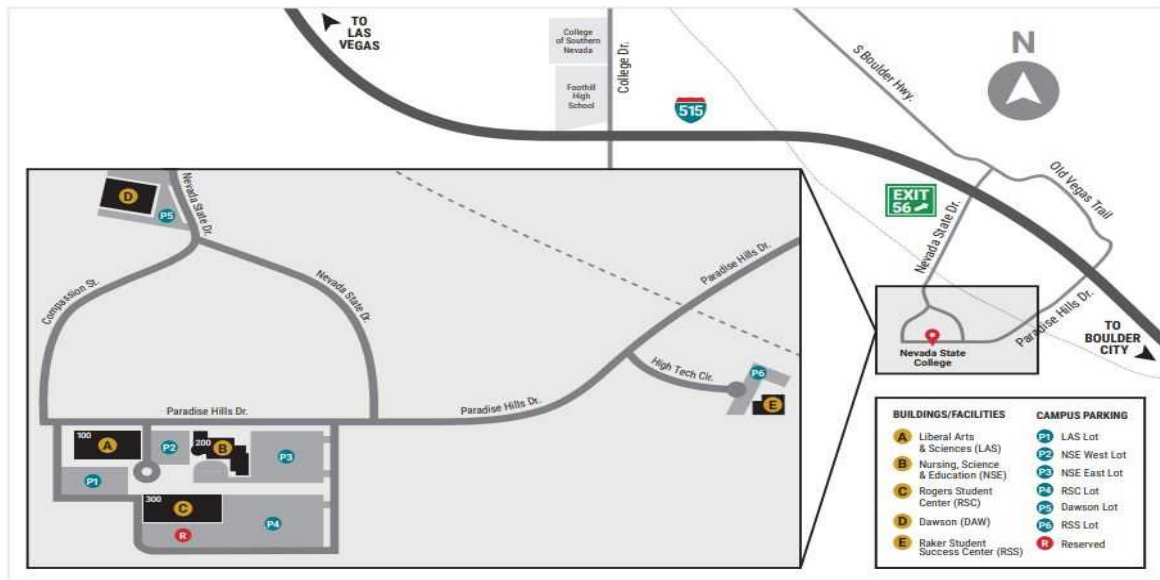 TO
LAS
VEGAS
College
of Southern
Nevada
Foothill
High
School
College Dr.
515
S Boulder Hwy.
N
Old Vegas Trail
EXIT
56
Nevada State Dr.
Paradise Hills Dr.
TO
BOULDER
CITY
Nevada State
College
D
P5
Nevada State Dr.
Compassion St.
Nevada State Dr.
Paradise Hills Dr.
High Tech Cir.
P6
E
Paradise Hills Dr.
Paradise Hills Dr.
100
A
P2
200
B
P3
P1
300
C
R
P4
BUILDINGS/FACILITIES
A Liberal Arts
& Sciences (LAS)
B Nursing, Science
& Education (NSE)
C Rogers Student
Center (RSC)
D Dawson (DAW)
E Raker Student
Success Center (RSS)
CAMPUS PARKING
P1 LAS Lot
P2 NSE West Lot
P3 NSE East Lot
P4 RSC Lot
P5 Dawson Lot
P6 RSS Lot
R Reserved